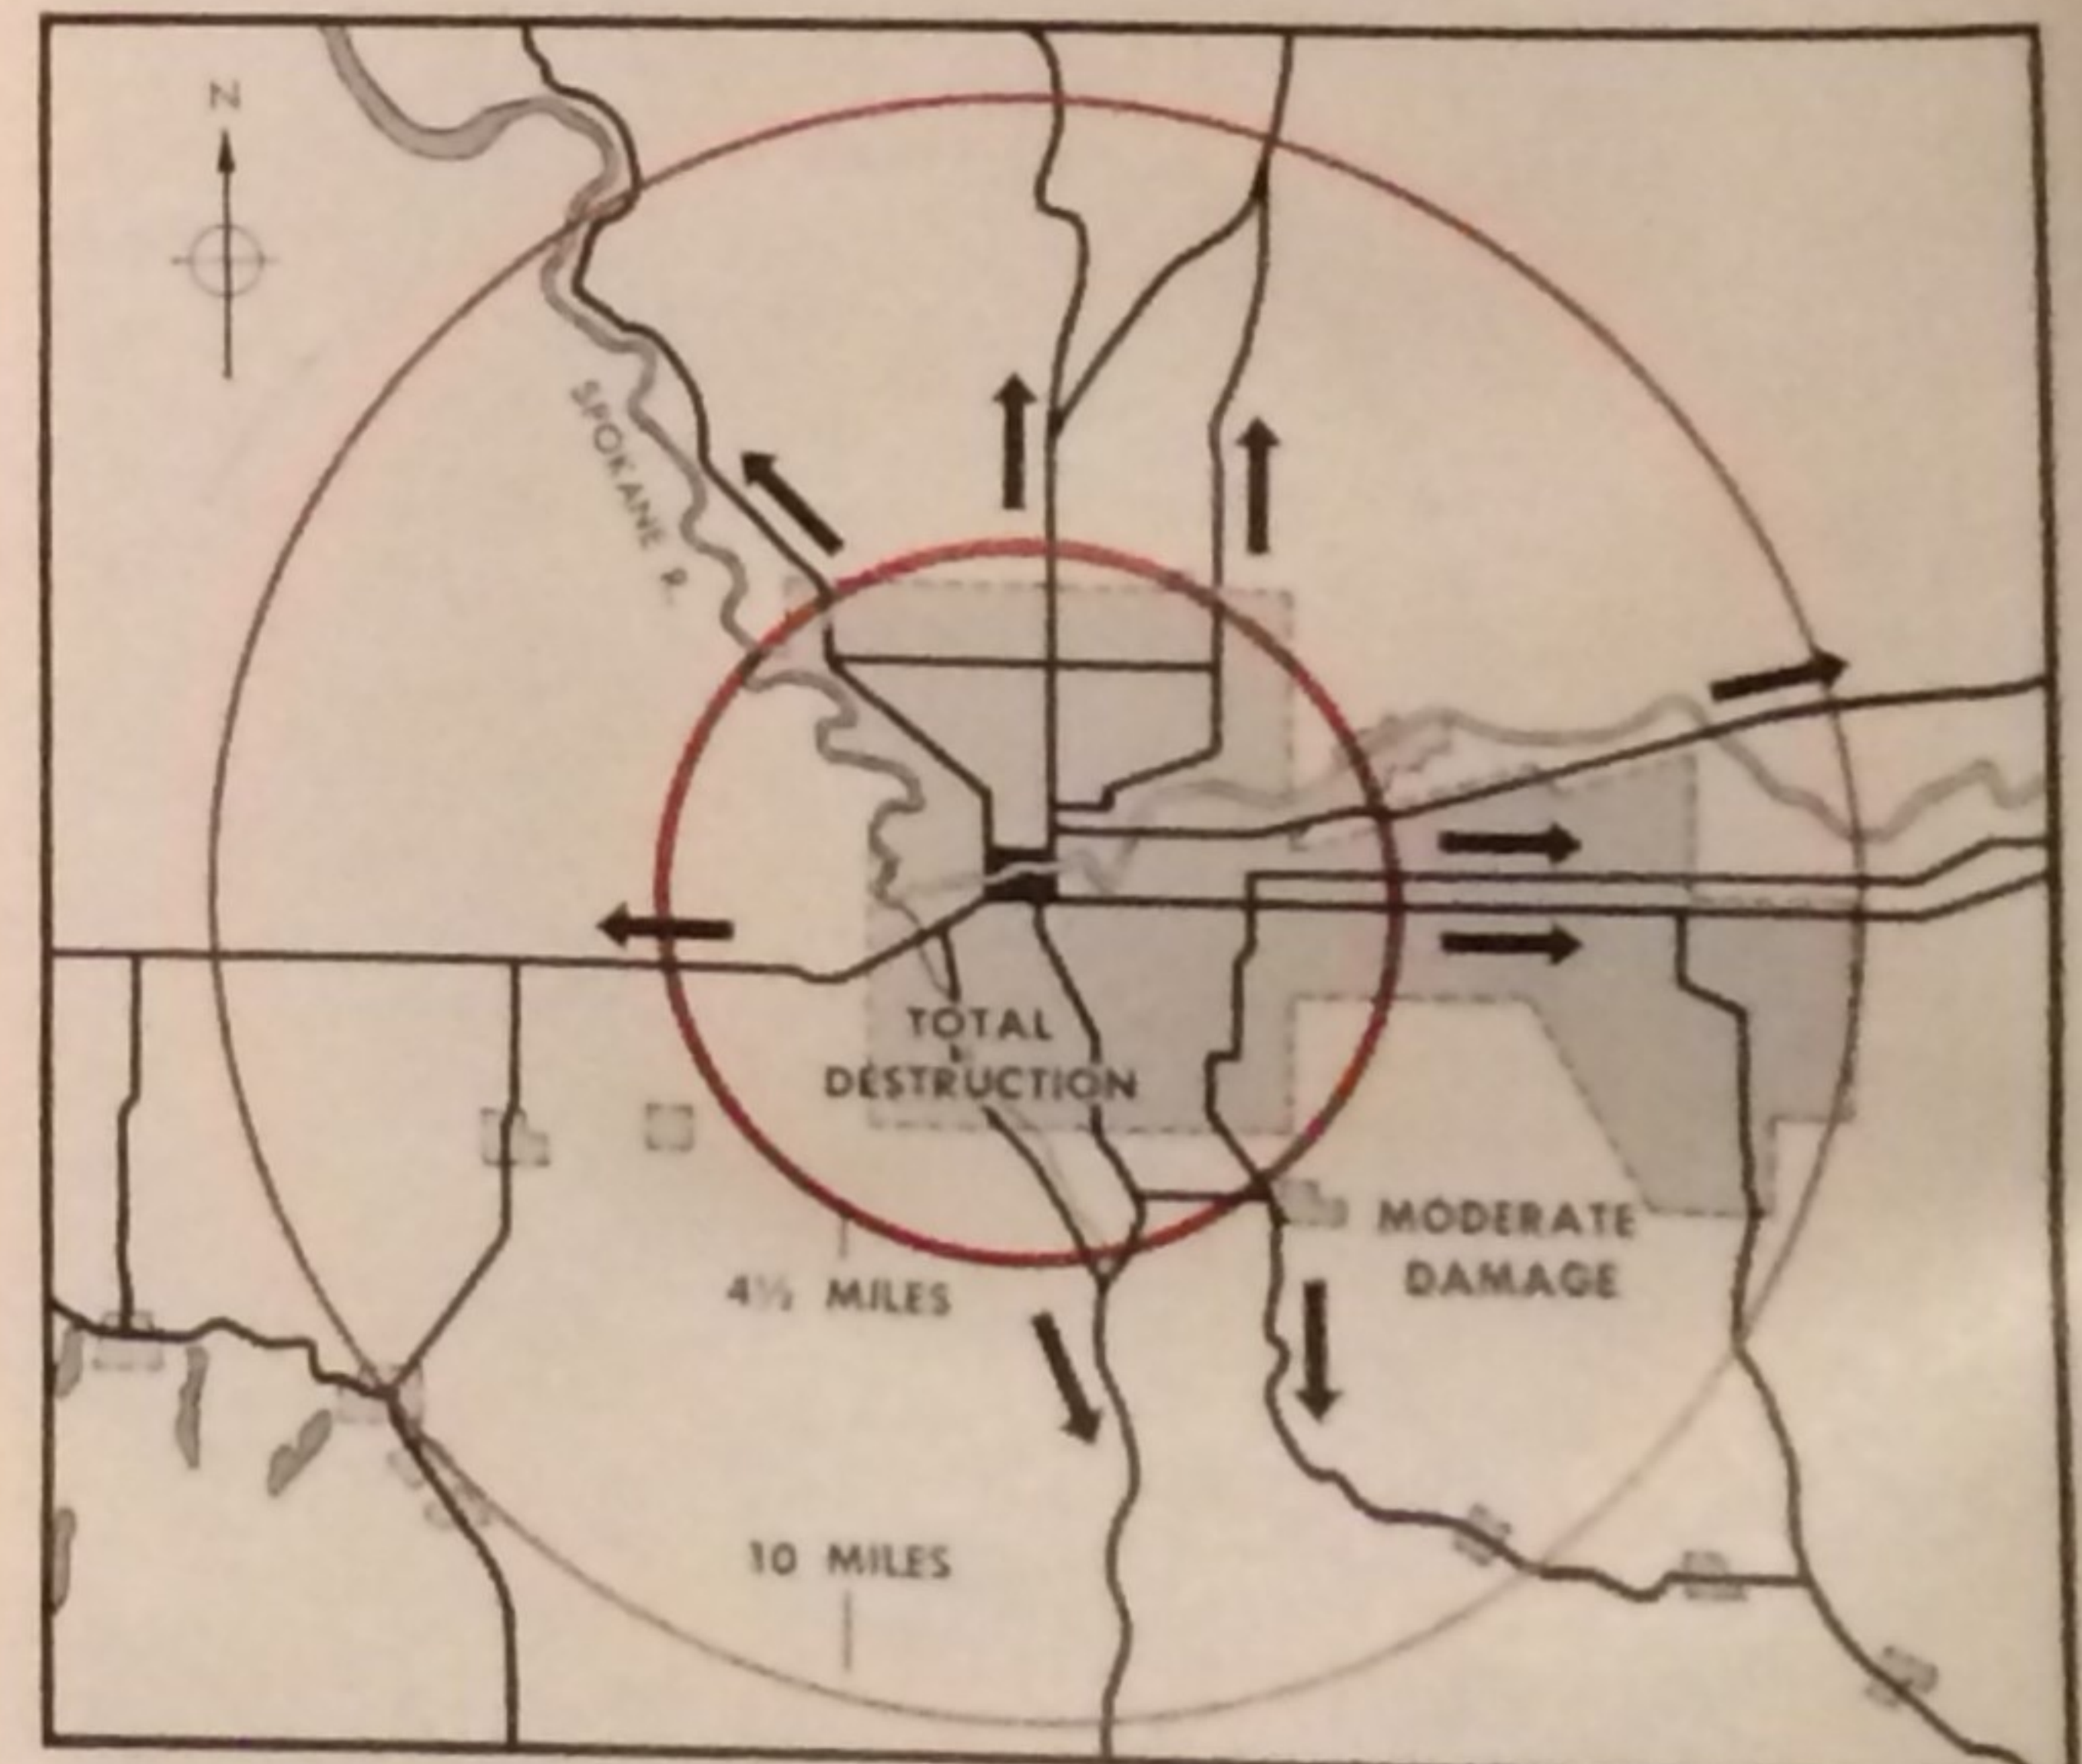 N
SPOKANE R.
TOTAL
DESTRUCTION
4½ MILES
MODERATE
DAMAGE
10 MILES